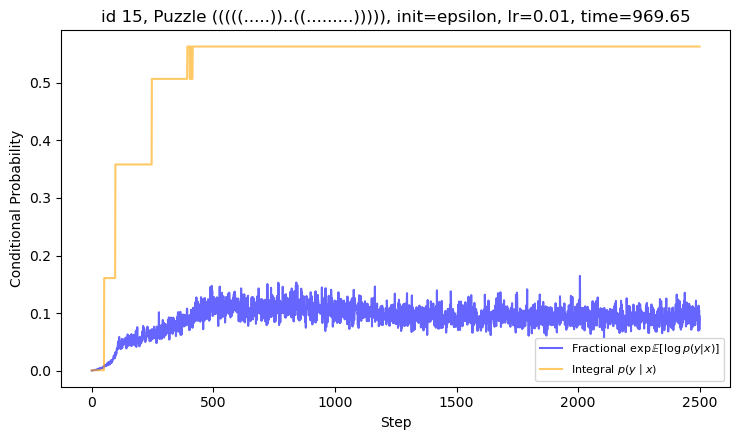 id 15, Puzzle (((((.....))..((.........))))), init=epsilon, lr=0.01, time=969.65
Conditional Probability
0.5
0.4
0.3
0.2
0.1
0.0
Fractional exp𝔼[log p(y|x)]
Integral p(y | x)
0 500 1000 1500 2000 2500
Step